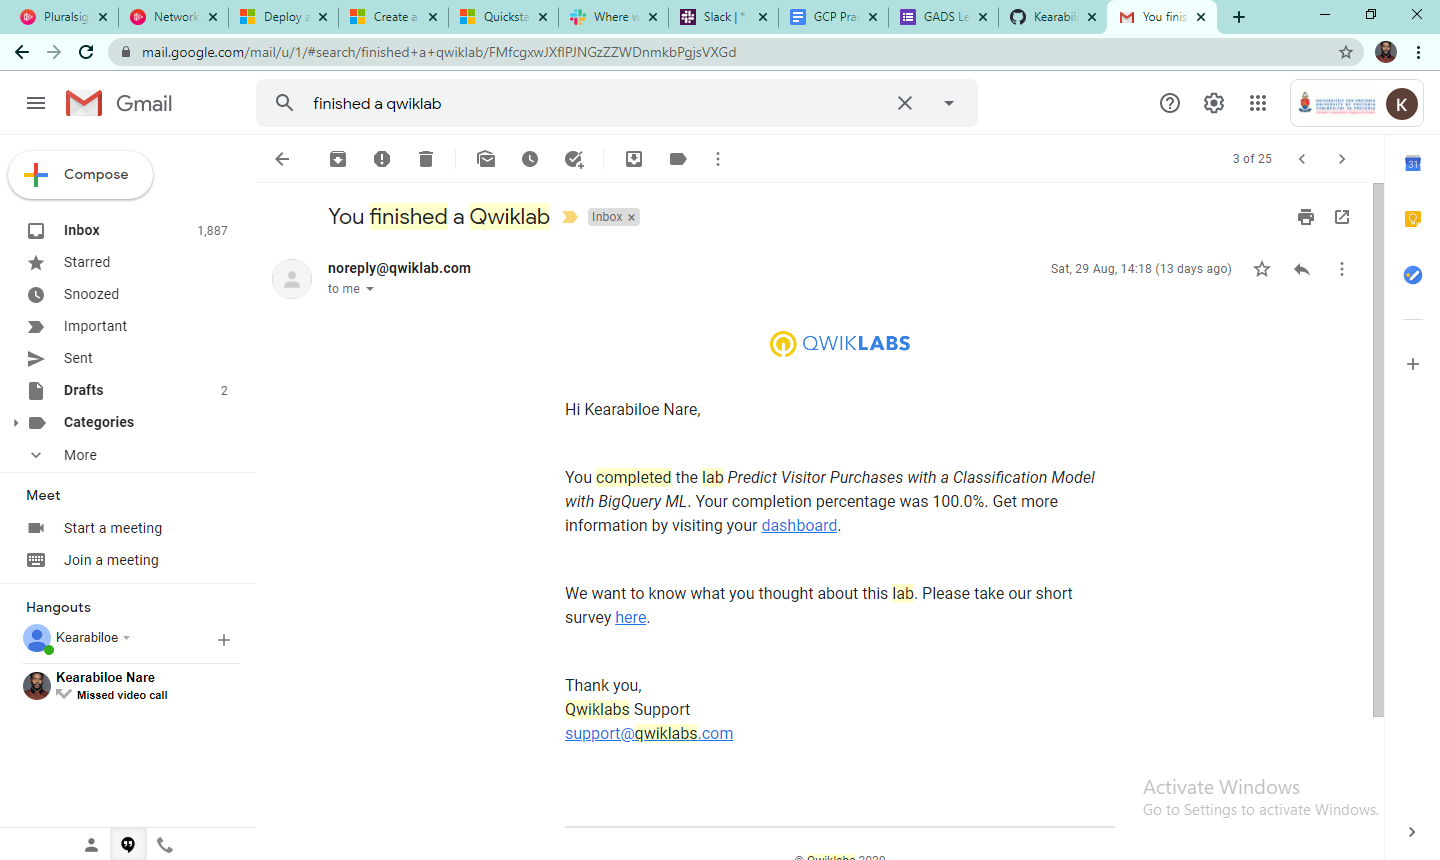 Pluralsig
Network
Deploy a
Create a
Quicksta
Where w
Slack | *
GCP Prac
GADS Le
Kearabil
You finis
mail.google.com/mail/u/1/#search/finished+a+qwiklab/FMfcgxwJXflPJNGzZZWDnmkbPgjsVXGd
Gmail
finished a qwiklab
K
Compose
3 of 25
31
Inbox 1,887
Starred
Snoozed
Important
Sent
Drafts 2
Categories
More
Meet
Start a meeting
Join a meeting
Hangouts
Kearabiloe
Kearabiloe Nare
Missed video call
You finished a Qwiklab
Inbox x
noreply@qwiklab.com
Sat, 29 Aug, 14:18 (13 days ago)
to me
QWIKLABS
Hi Kearabiloe Nare,
You completed the lab Predict Visitor Purchases with a Classification Model
with BigQuery ML. Your completion percentage was 100.0%. Get more
information by visiting your dashboard.
We want to know what you thought about this lab. Please take our short
survey here.
Thank you,
Qwiklabs Support
support@qwiklabs.com
Activate Windows
Go to Settings to activate Windows.
© Qwiklabs 2020